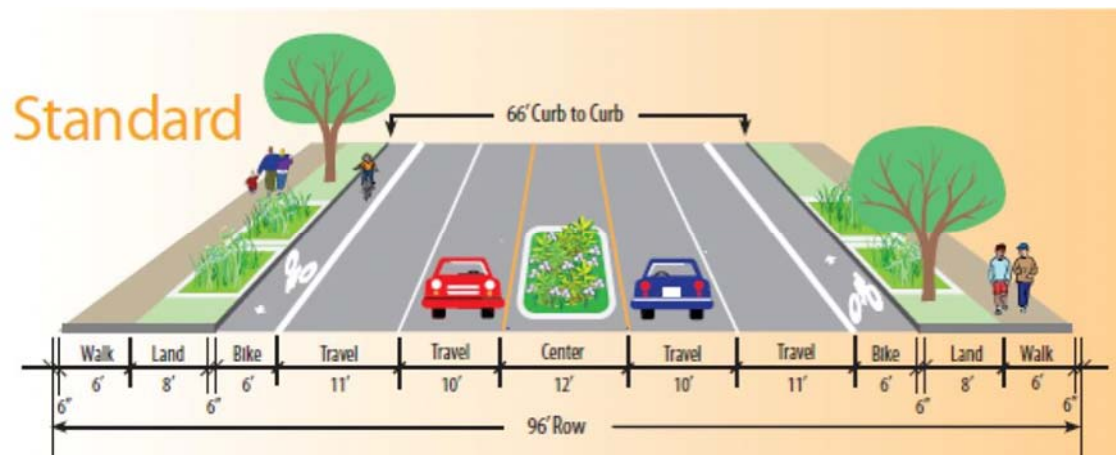 Standard
66' Curb to Curb
Walk Land Bike Travel Travel Center Travel Travel Bike Land Walk
6' 8' 6' 11' 10' 12' 10' 11' 6' 8' 6'
6" 6" 6" 6"
96' Row